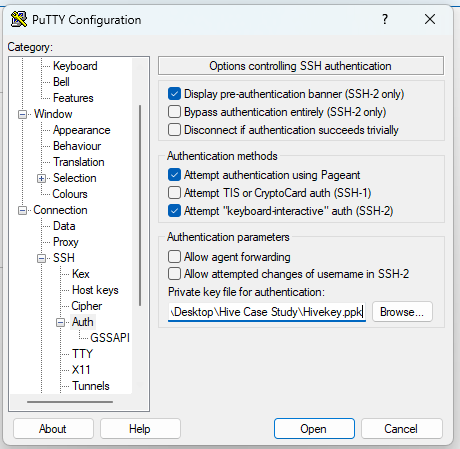 PuTTY Configuration
?
Category:
Keyboard
Bell
Features
Window
Appearance
Behaviour
Translation
Selection
Colours
Connection
Data
Proxy
SSH
Kex
Host keys
Cipher
Auth
GSSAPI
TTY
X11
Tunnels
Options controlling SSH authentication
Display pre-authentication banner (SSH-2 only)
Bypass authentication entirely (SSH-2 only)
Disconnect if authentication succeeds trivially
Authentication methods
Attempt authentication using Pageant
Attempt TIS or CryptoCard auth (SSH-1)
Attempt "keyboard-interactive" auth (SSH-2)
Authentication parameters
Allow agent forwarding
Allow attempted changes of username in SSH-2
Private key file for authentication:
\Desktop\Hive Case Study\Hivekey.ppk
Browse...
About
Help
Open
Cancel